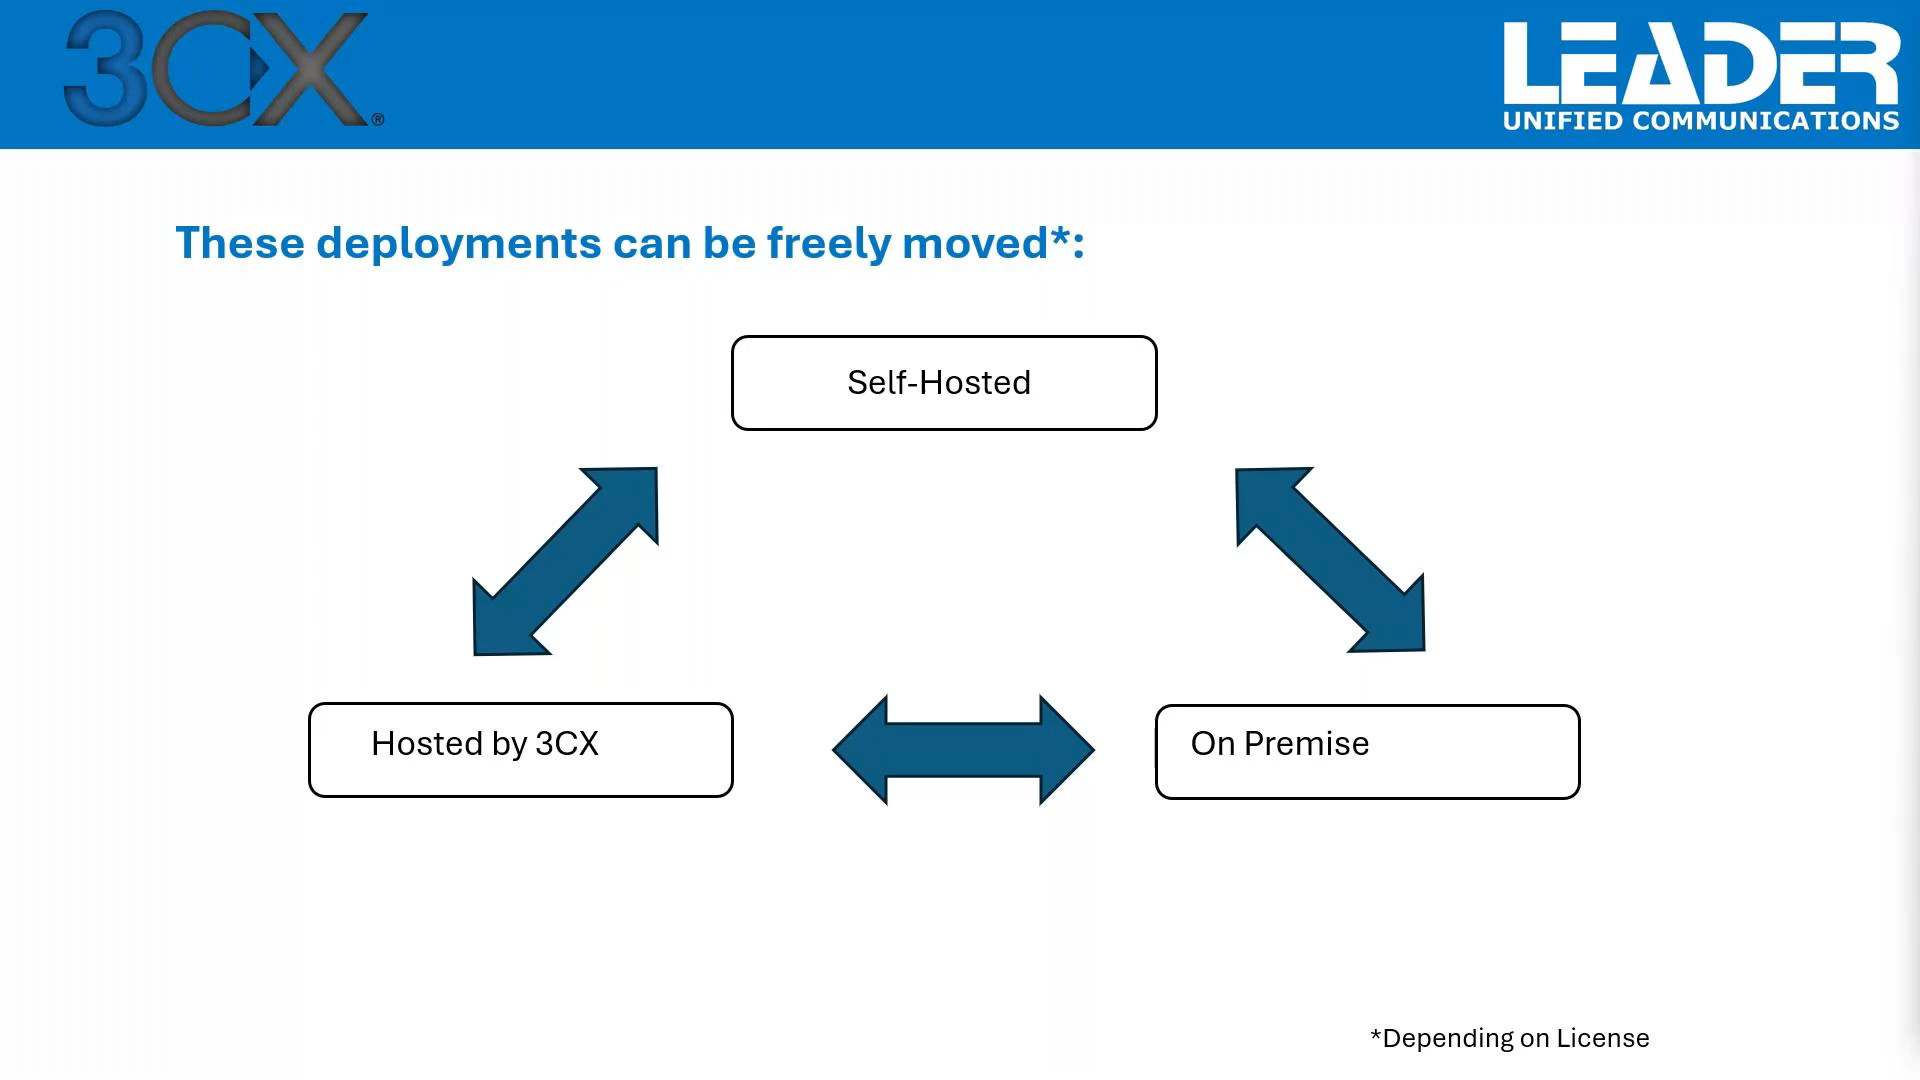 3CX®
LEADER
UNIFIED COMMUNICATIONS
These deployments can be freely moved*:
Self-Hosted
Hosted by 3CX
On Premise
*Depending on License